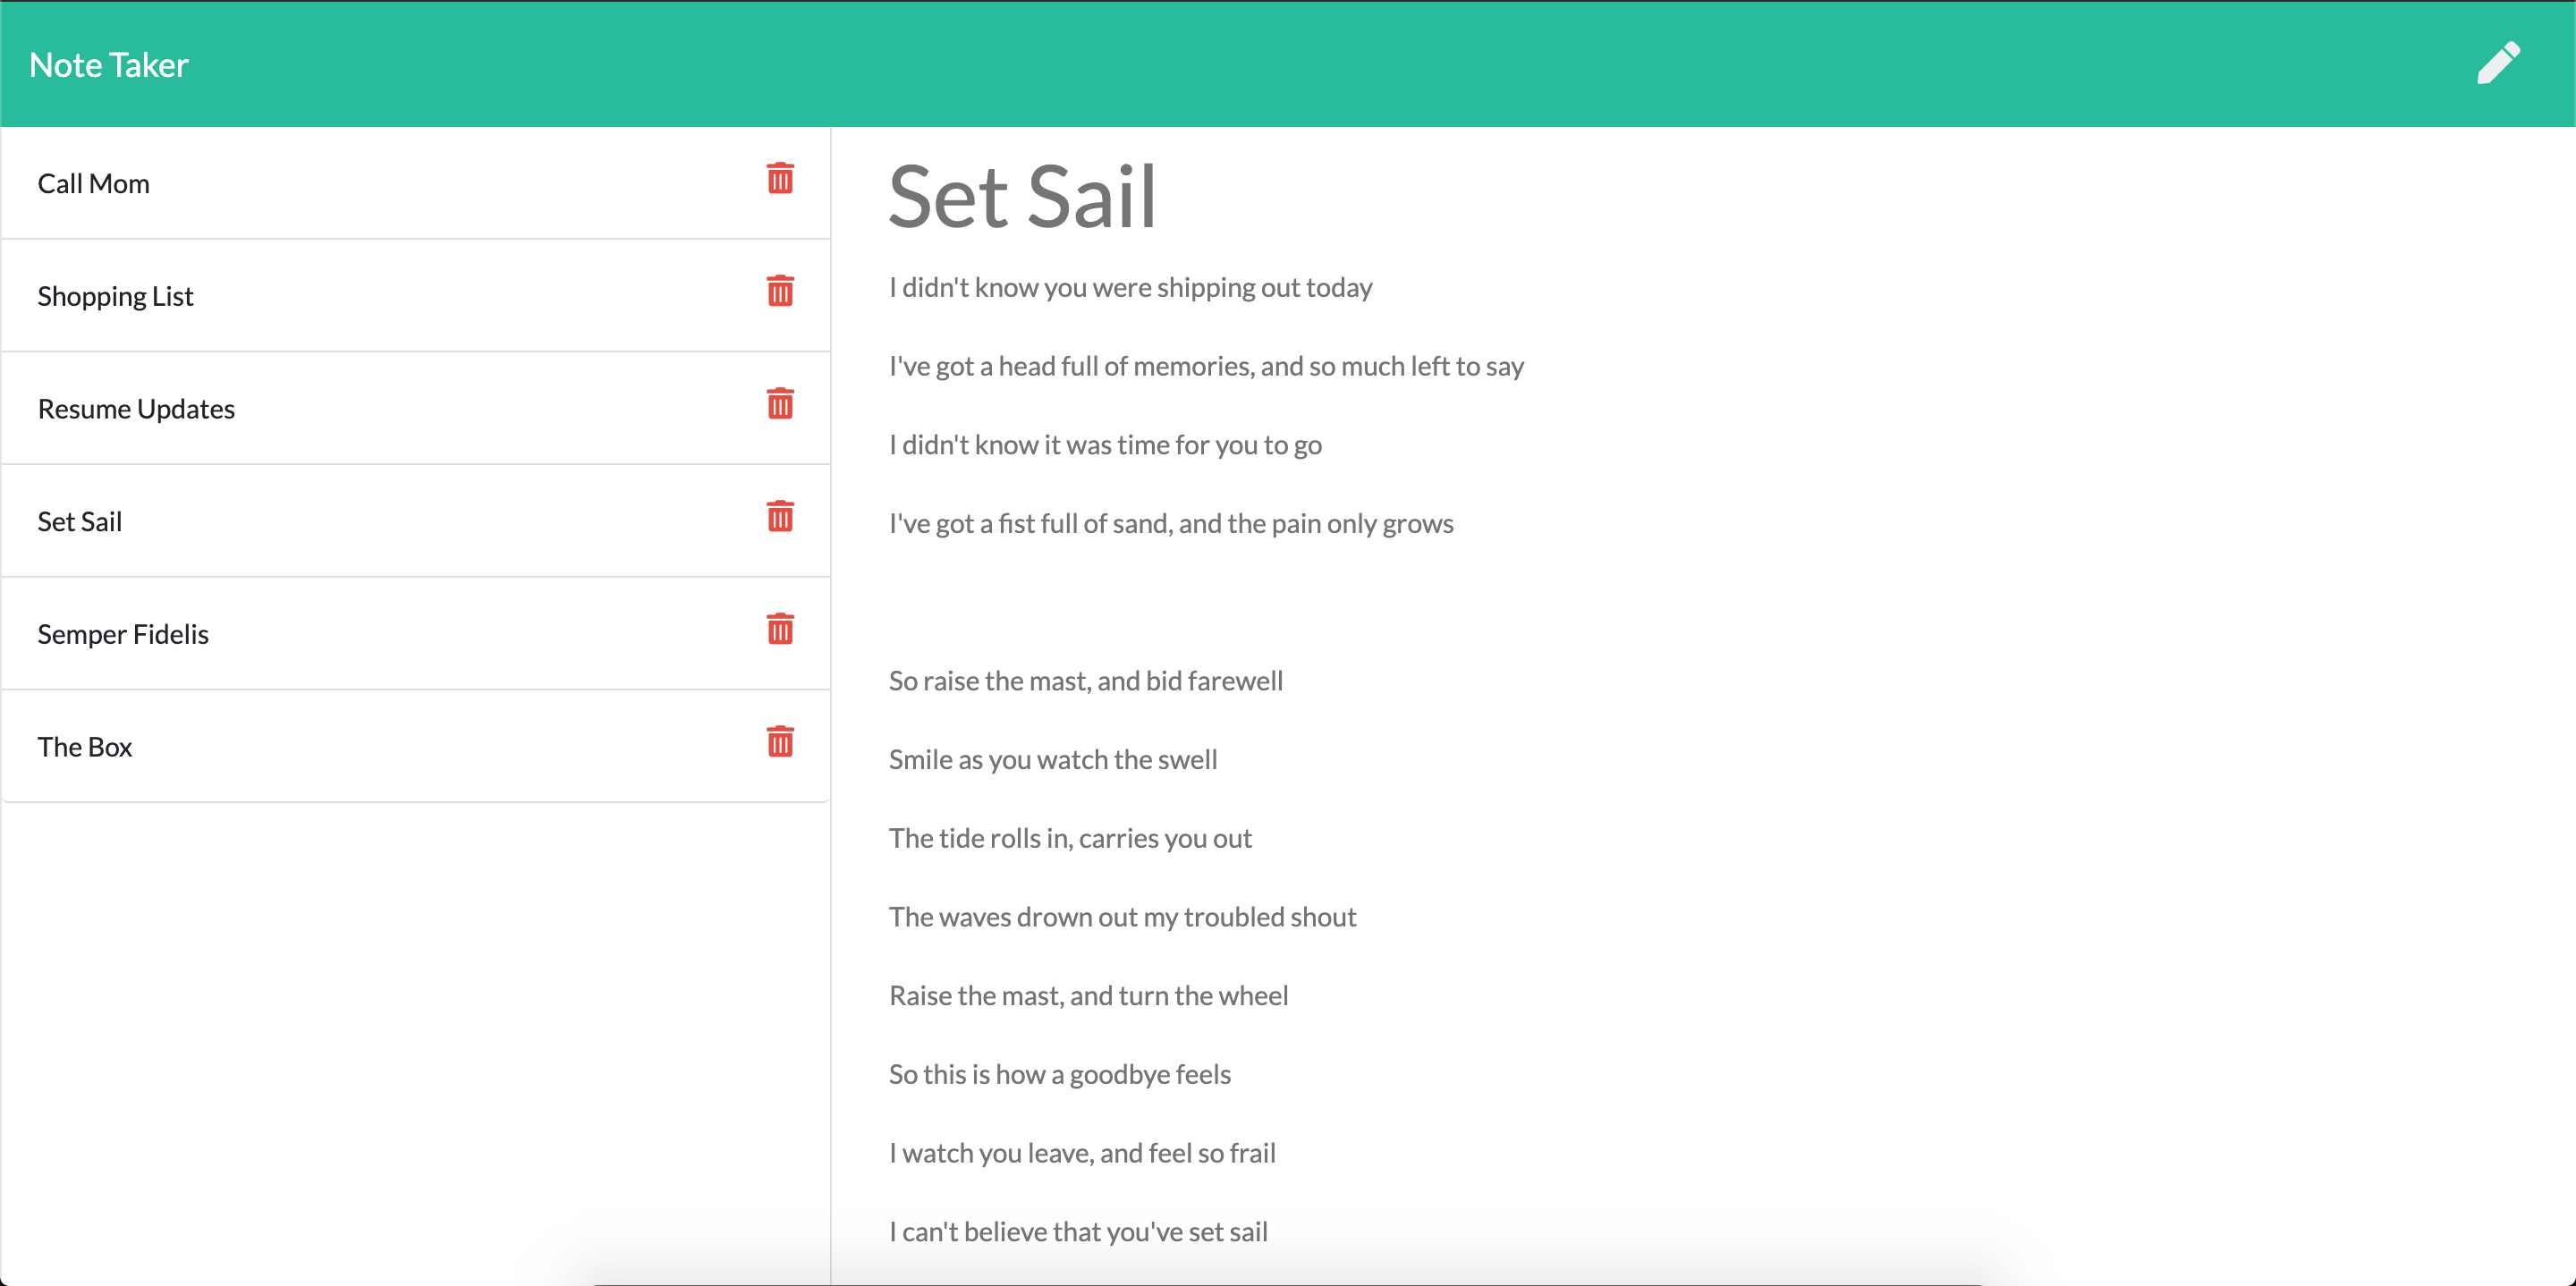 Note Taker
Call Mom
Shopping List
Resume Updates
Set Sail
Semper Fidelis
The Box
Set Sail
I didn't know you were shipping out today
I've got a head full of memories, and so much left to say
I didn't know it was time for you to go
I've got a fist full of sand, and the pain only grows
So raise the mast, and bid farewell
Smile as you watch the swell
The tide rolls in, carries you out
The waves drown out my troubled shout
Raise the mast, and turn the wheel
So this is how a goodbye feels
I watch you leave, and feel so frail
I can't believe that you've set sail